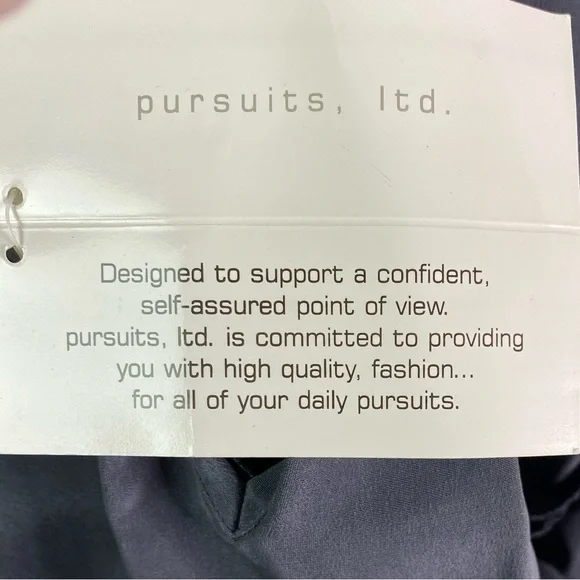 pursuits, ltd.
Designed to support a confident,
self-assured point of view.
pursuits, ltd. is committed to providing
you with high quality, fashion...
for all of your daily pursuits.